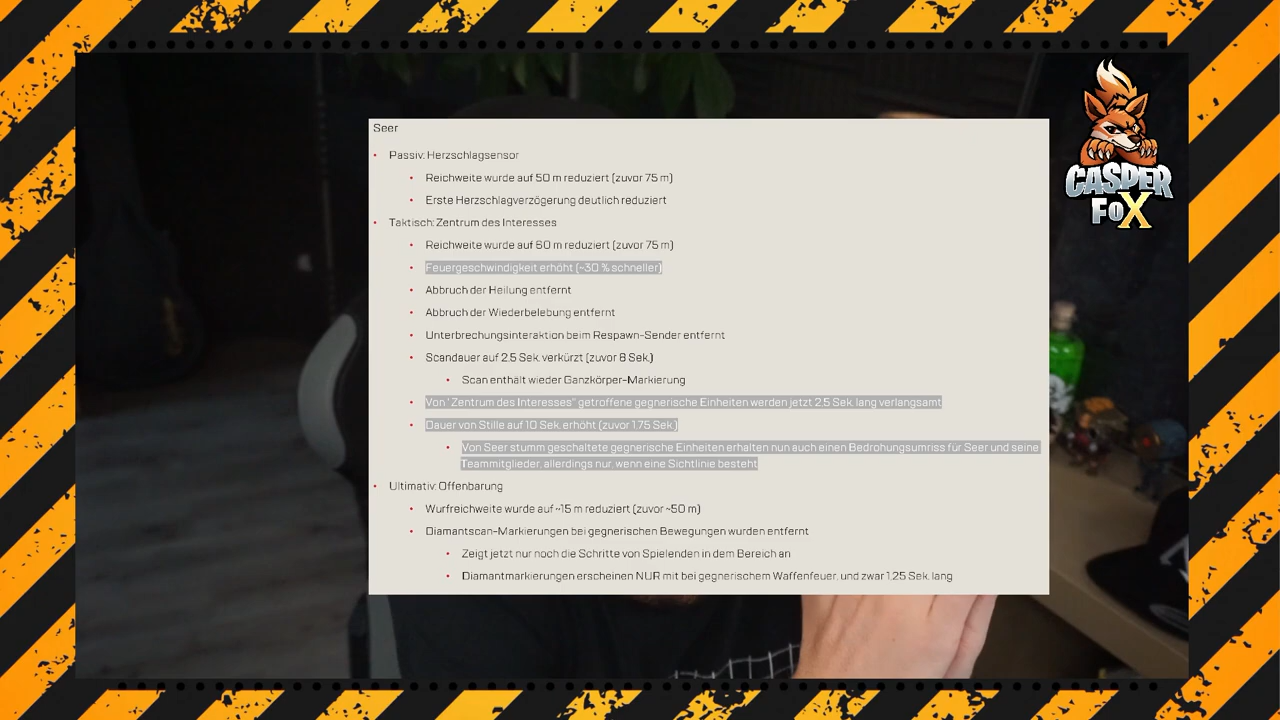 CASPER
FoX
Seer
Passiv: Herzschlagsensor
Reichweite wurde auf 50 m reduziert (zuvor 75 m)
Erste Herzschlagverzögerung deutlich reduziert
Taktisch: Zentrum des Interesses
Reichweite wurde auf 60 m reduziert (zuvor 75 m)
Feuergeschwindigkeit erhöht (~30 % schneller)
Abbruch der Heilung entfernt
Abbruch der Wiederbelebung entfernt
Unterbrechungsinteraktion beim Respawn-Sender entfernt
Scandauer auf 2.5 Sek. verkürzt (zuvor 8 Sek.)
Scan enthält wieder Ganzkörper-Markierung
Von "Zentrum des Interesses" getroffene gegnerische Einheiten werden jetzt 2.5 Sek. lang verlangsamt
Dauer von Stille auf 10 Sek. erhöht (zuvor 1.75 Sek.)
Von Seer stumm geschaltete gegnerische Einheiten erhalten nun auch einen Bedrohungsumriss für Seer und seine
Teammitglieder, allerdings nur, wenn eine Sichtlinie besteht
Ultimativ: Offenbarung
Wurfreichweite wurde auf ~15 m reduziert (zuvor ~50 m)
Diamantscan-Markierungen bei gegnerischen Bewegungen wurden entfernt
Zeigt jetzt nur noch die Schritte von Spielenden in dem Bereich an
Diamantmarkierungen erscheinen NUR mit bei gegnerischem Waffenfeuer, und zwar 1.25 Sek. lang